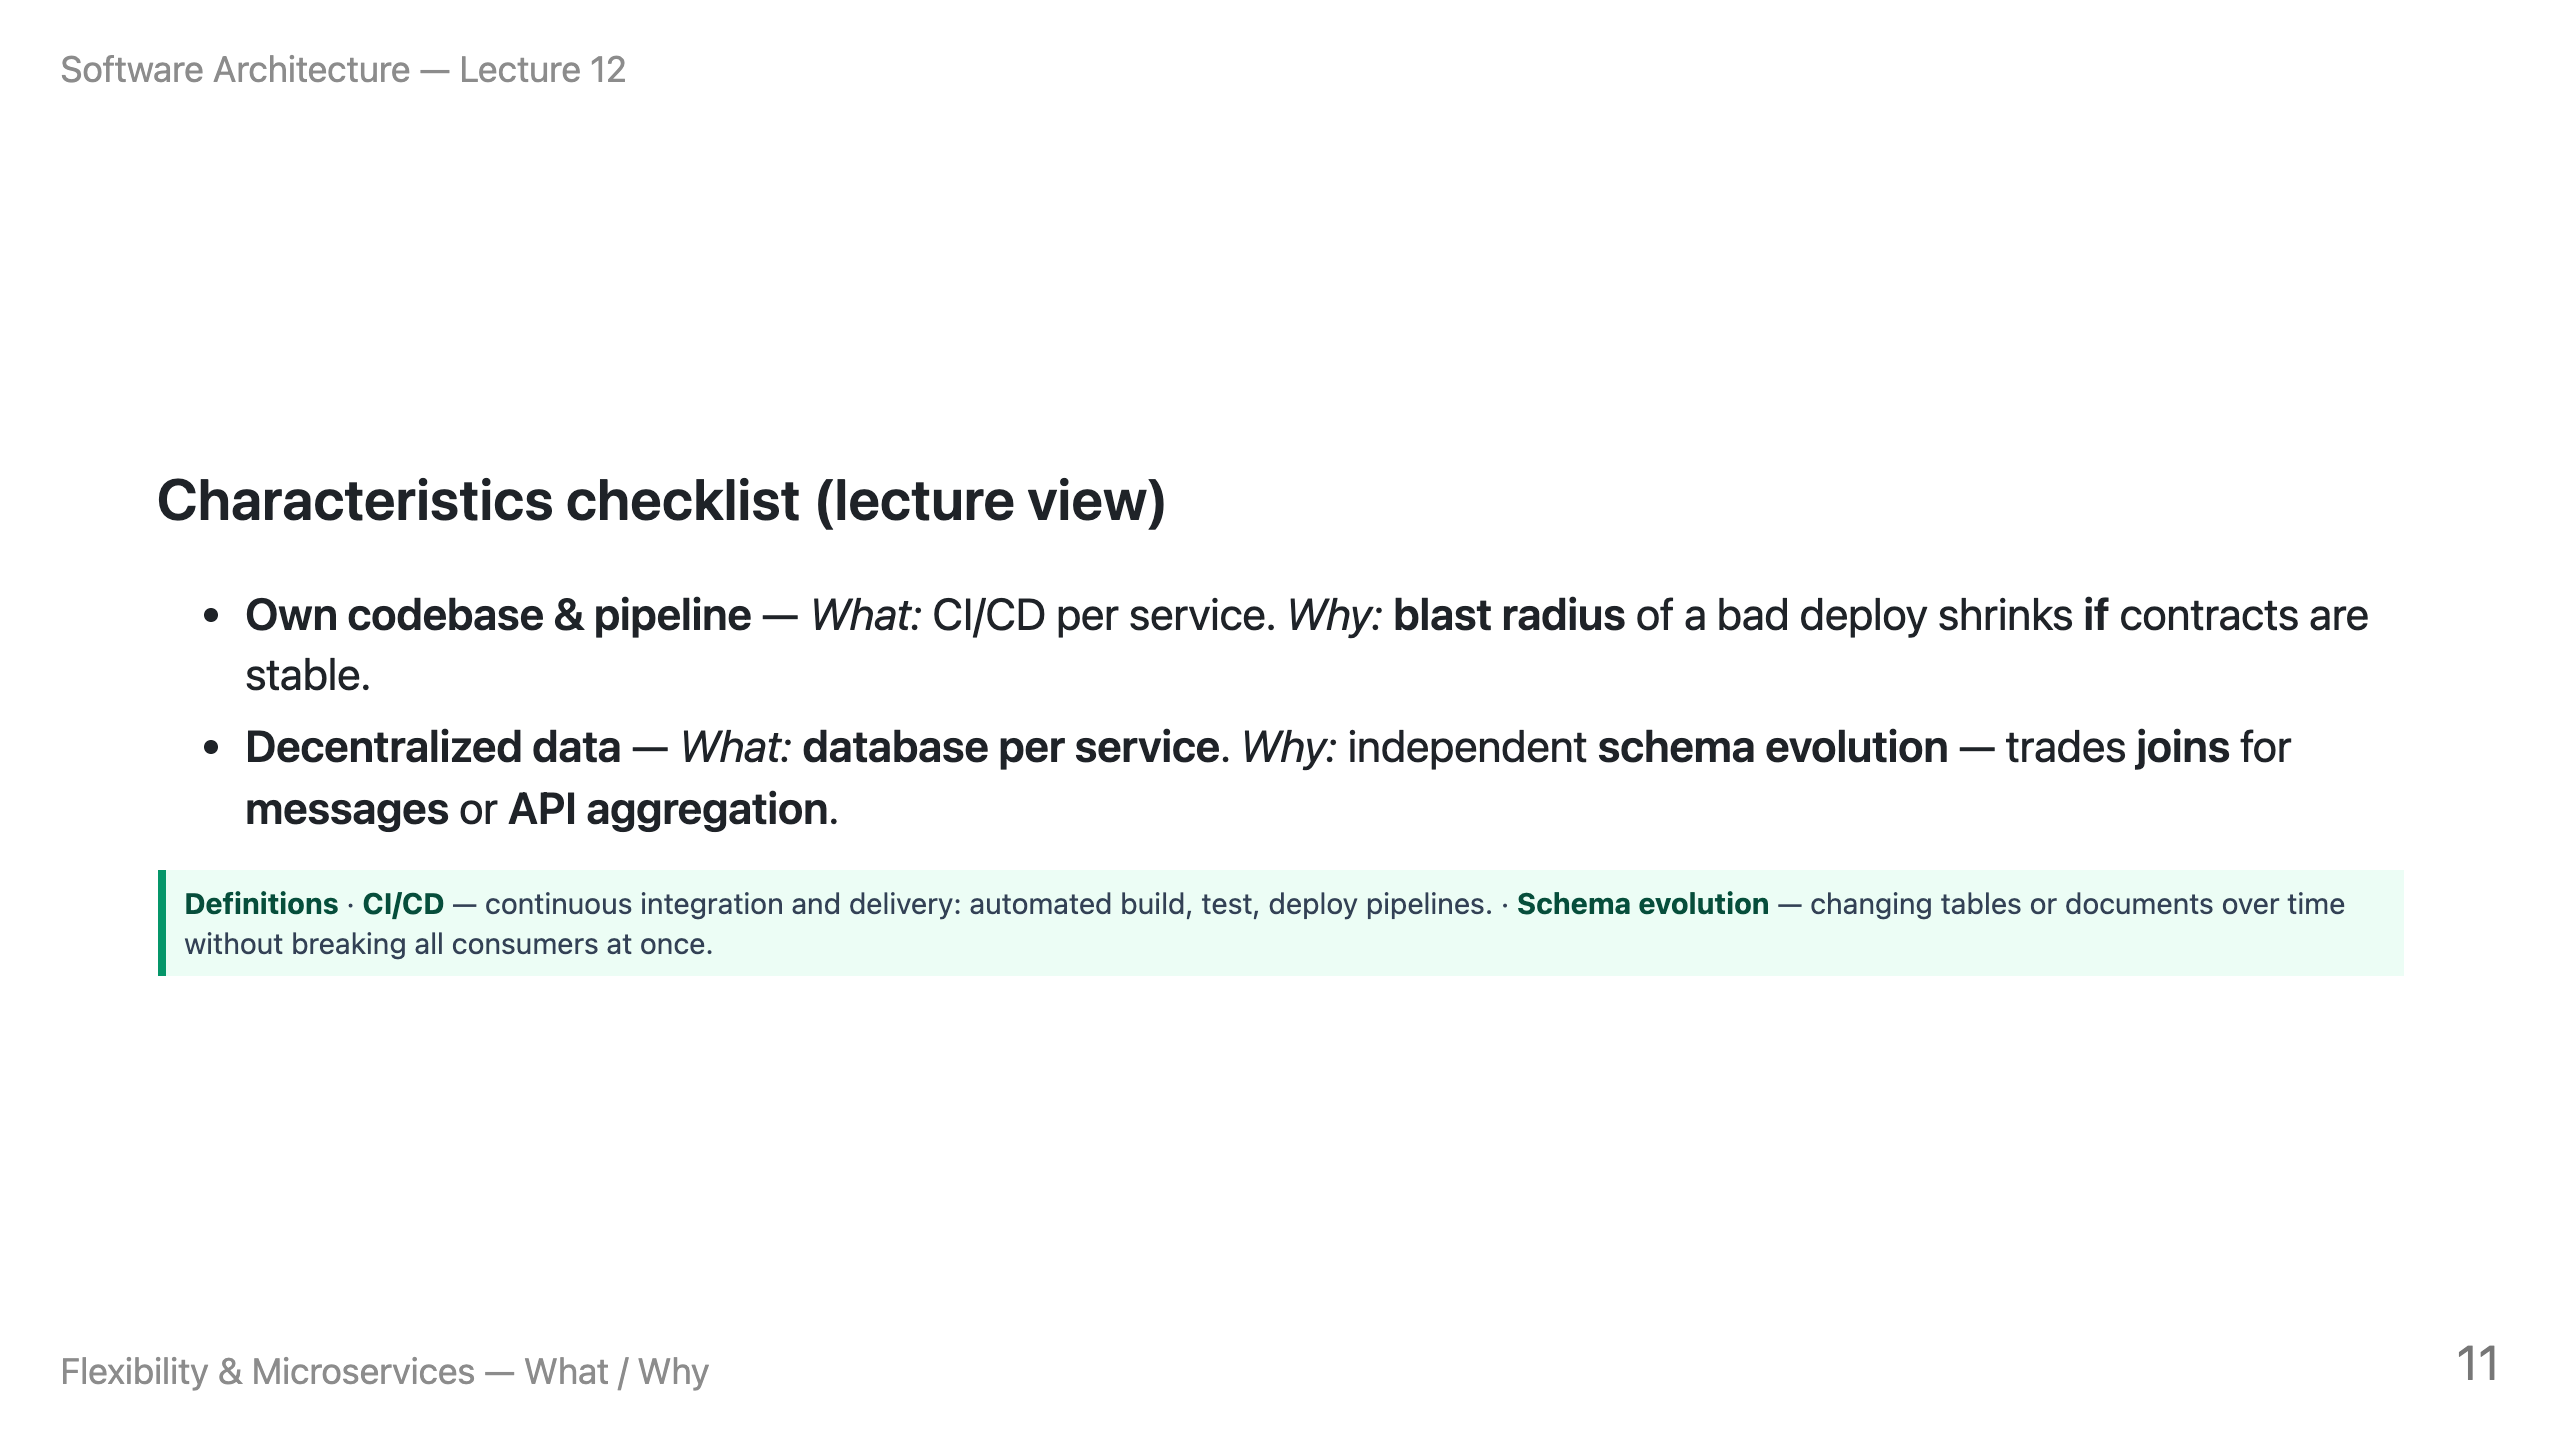 Software Architecture — Lecture 12
Characteristics checklist (lecture view)
• Own codebase & pipeline — What: CI/CD per service. Why: blast radius of a bad deploy shrinks if contracts are
stable.
• Decentralized data — What: database per service. Why: independent schema evolution — trades joins for
messages or API aggregation.
Definitions · CI/CD — continuous integration and delivery: automated build, test, deploy pipelines. · Schema evolution — changing tables or documents over time
without breaking all consumers at once.
Flexibility & Microservices — What / Why
11